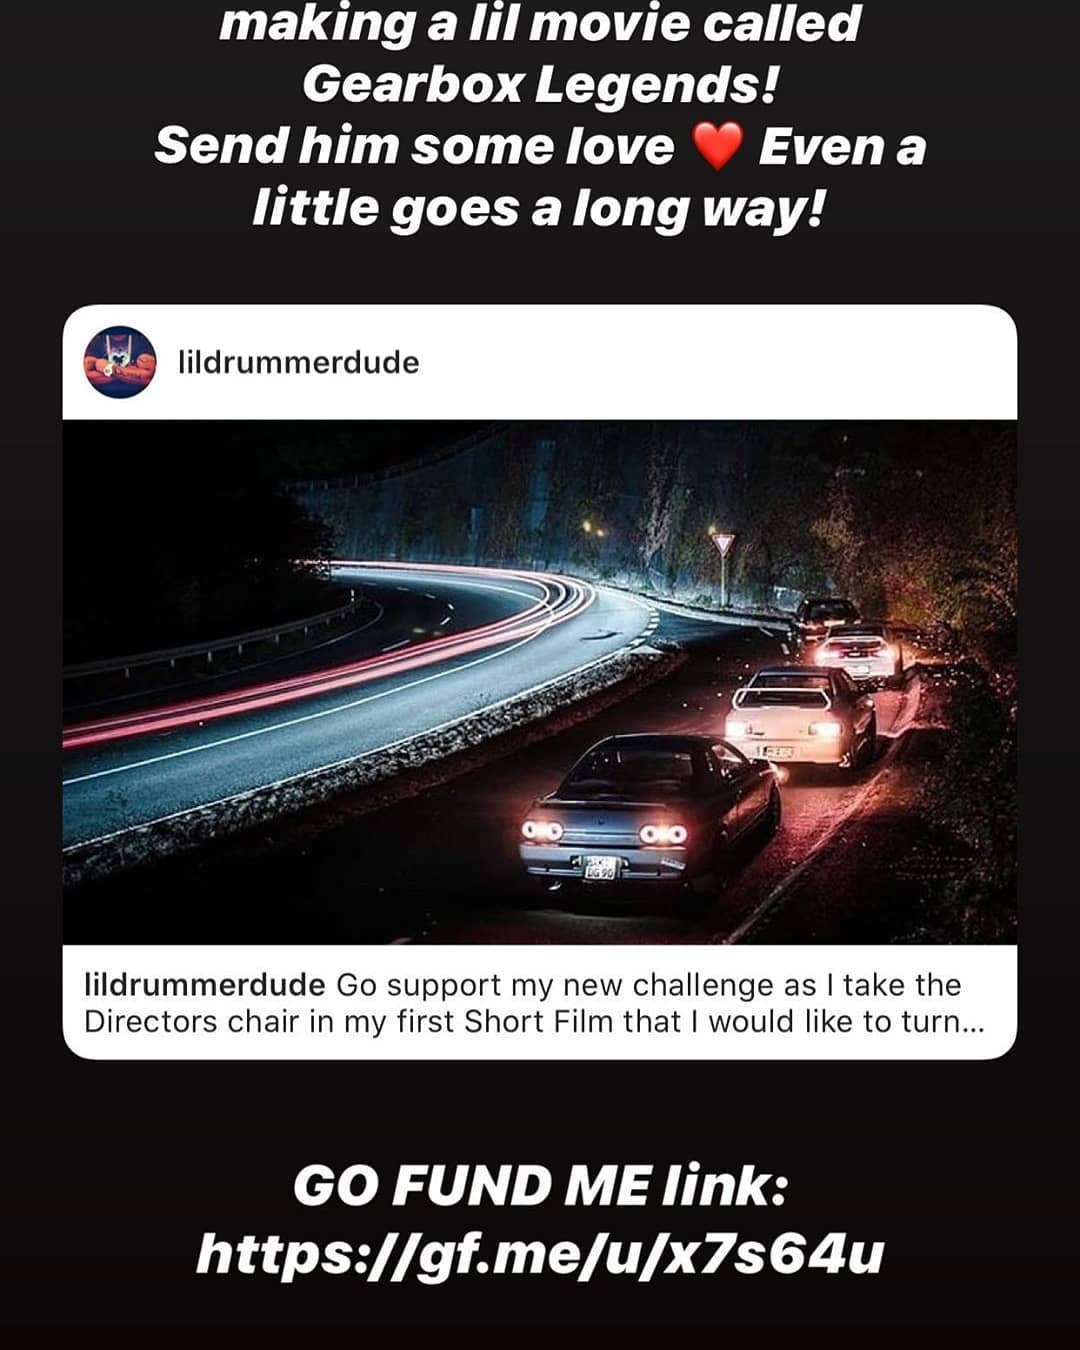 making a lil movie called
Gearbox Legends!
Send him some love ❤️ Even a
little goes a long way!
lildrummerdude
DG 90
lildrummerdude Go support my new challenge as I take the
Directors chair in my first Short Film that I would like to turn...
GO FUND ME link:
https://gf.me/u/x7s64u